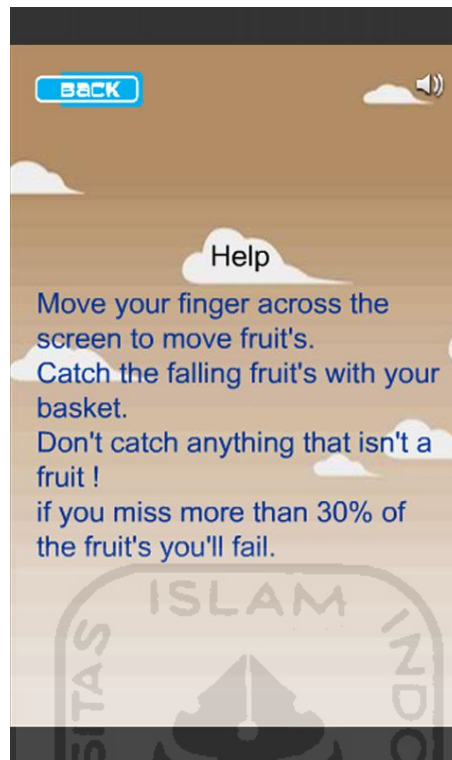 BACK
Help
Move your finger across the
screen to move fruit's.
Catch the falling fruit's with your
basket.
Don't catch anything that isn't a
fruit !
if you miss more than 30% of
the fruit's you'll fail.
ISLAM